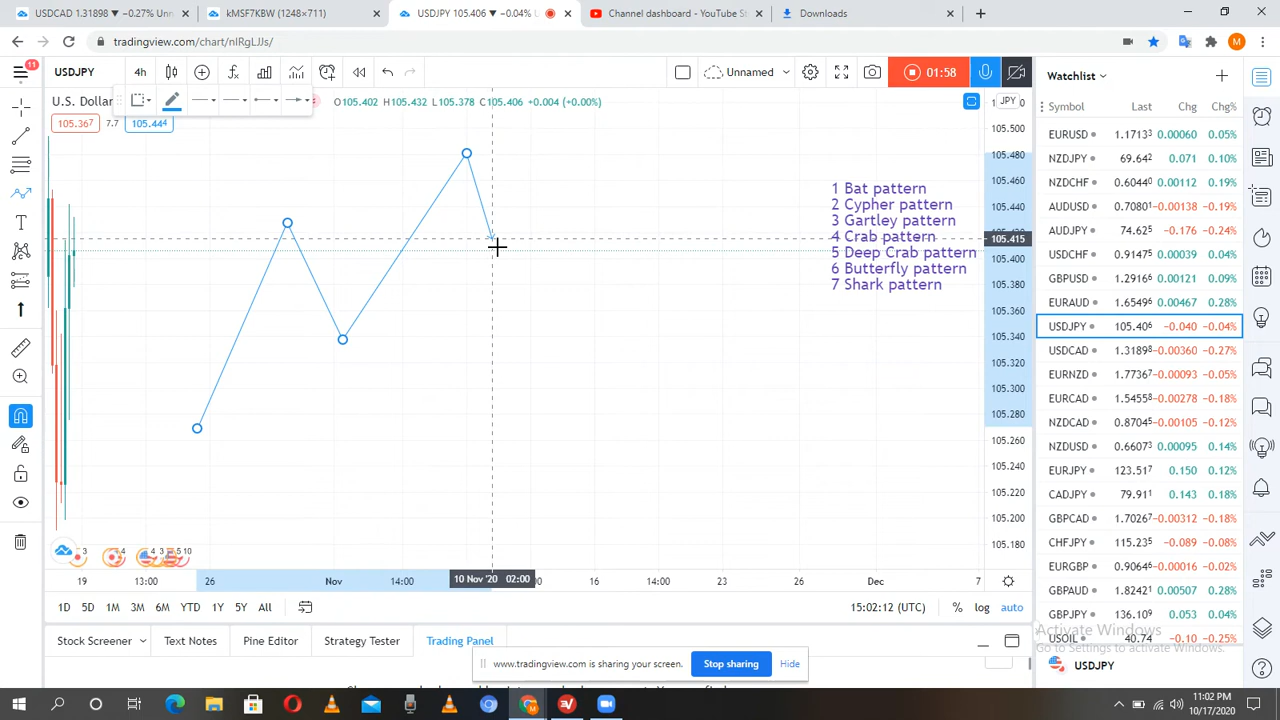 USDCAD 1.31898 ▼ −0.27% Unn
kMSF7KBW (1248×711)
USDJPY 105.406 ▼ −0.04% U
Channel dashboard - YouTube St
Downloads
tradingview.com/chart/nIRgLJJs/
M
11
USDJPY
4h
Unnamed
01:58
Watchlist
U.S. Dollar
O105.402 H105.432 L105.378 C105.406 +0.004 (+0.00%)
JPY
105.367
7.7
105.444
Symbol Last Chg Chg%
EURUSD 1.17133 0.00060 0.05%
NZDJPY 69.642 0.071 0.10%
NZDCHF 0.60440 0.00112 0.19%
AUDUSD 0.70801 −0.00138 −0.19%
AUDJPY 74.625 −0.176 −0.24%
USDCHF 0.91475 0.00039 0.04%
GBPUSD 1.29166 0.00111 0.09%
EURAUD 1.65496 0.00467 0.28%
USDJPY 105.406 −0.040 −0.04%
USDCAD 1.31898 −0.00360 −0.27%
EURNZD 1.77367 −0.00093 −0.05%
EURCAD 1.54558 −0.00278 −0.18%
NZDCAD 0.87045 −0.00105 −0.12%
NZDUSD 0.66073 0.00095 0.14%
EURJPY 123.517 0.150 0.12%
CADJPY 79.911 0.143 0.18%
GBPCAD 1.70267 −0.00312 −0.18%
CHFJPY 115.235 −0.089 −0.08%
EURGBP 0.90646 −0.00016 −0.02%
GBPAUD 1.82421 0.00507 0.28%
GBPJPY 136.109 0.053 0.04%
USOIL 40.74 −0.10 −0.25%
1 Bat pattern
2 Cypher pattern
3 Gartley pattern
4 Crab pattern
5 Deep Crab pattern
6 Butterfly pattern
7 Shark pattern
105.500
105.480
105.460
105.440
105.415
105.400
105.380
105.360
105.340
105.320
105.300
105.280
105.260
105.240
105.220
105.200
105.180
3 4 4 3 5 10
19 13:00 26 Nov 14:00 10 Nov '20 02:00 :00 16 14:00 23 26 Dec 7
1D 5D 1M 3M 6M YTD 1Y 5Y All
15:02:12 (UTC)
% log auto
Stock Screener
Text Notes
Pine Editor
Strategy Tester
Trading Panel
Activate Windows
Go to Settings to activate Windows.
www.tradingview.com is sharing your screen.
Stop sharing
Hide
USDJPY
11:02 PM
10/17/2020